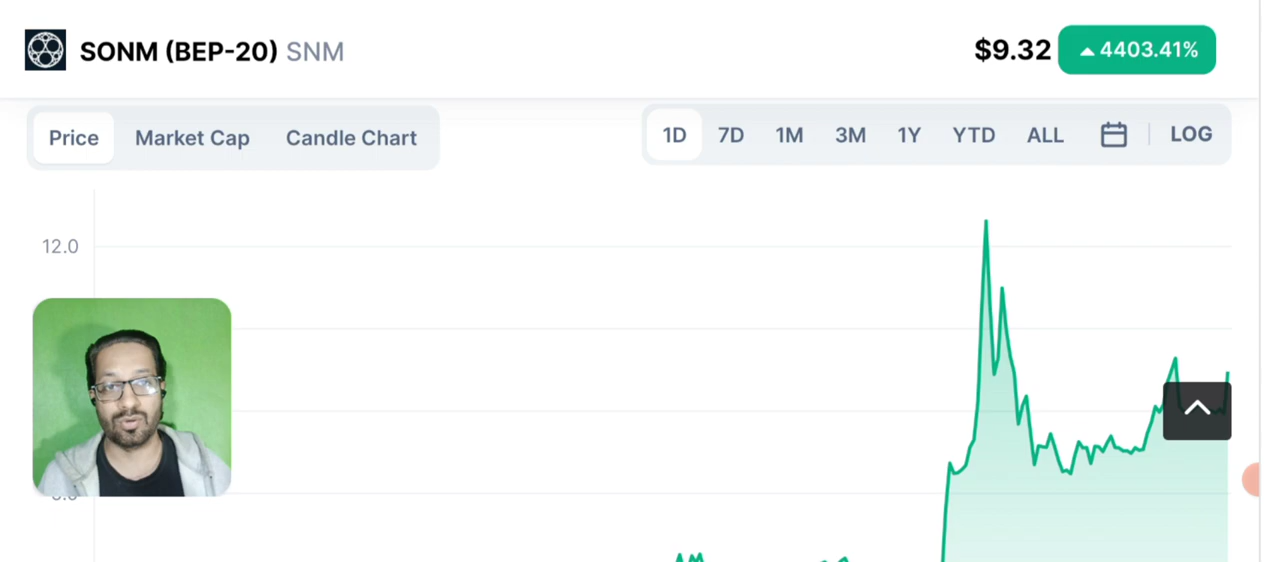 SONM (BEP-20) SNM
$9.32 4403.41%
Price Market Cap Candle Chart
1D 7D 1M 3M 1Y YTD ALL LOG
12.0